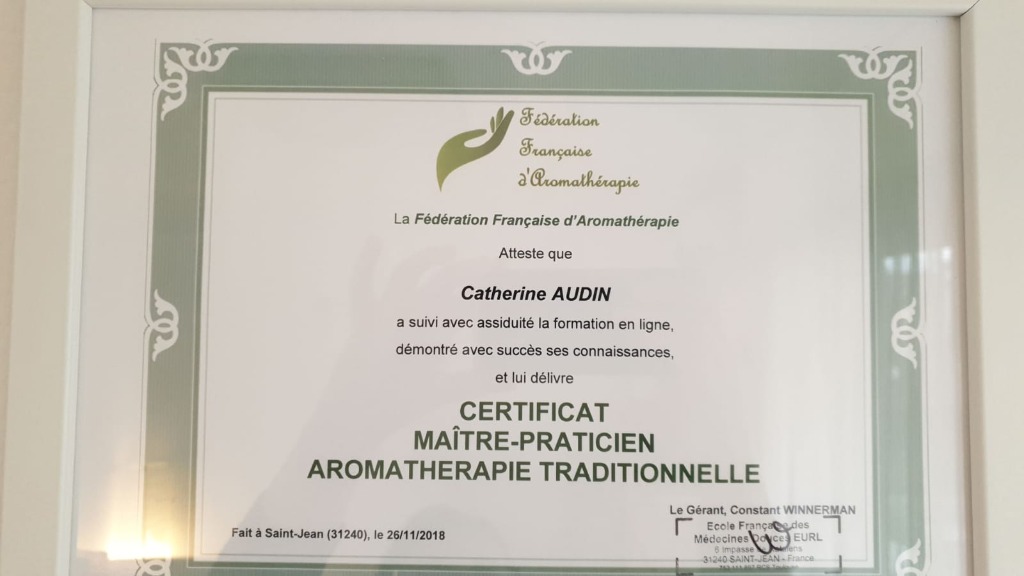 Fédération
Française
d'Aromathérapie
La Fédération Française d'Aromathérapie
Atteste que
Catherine AUDIN
a suivi avec assiduité la formation en ligne,
démontré avec succès ses connaissances,
et lui délivre
CERTIFICAT
MAÎTRE-PRATICIEN
AROMATHERAPIE TRADITIONNELLE
Fait à Saint-Jean (31240), le 26/11/2018
Le Gérant, Constant WINNERMAN
Ecole Française des
Médecines Douces EURL
31240 SAINT-JEAN - France